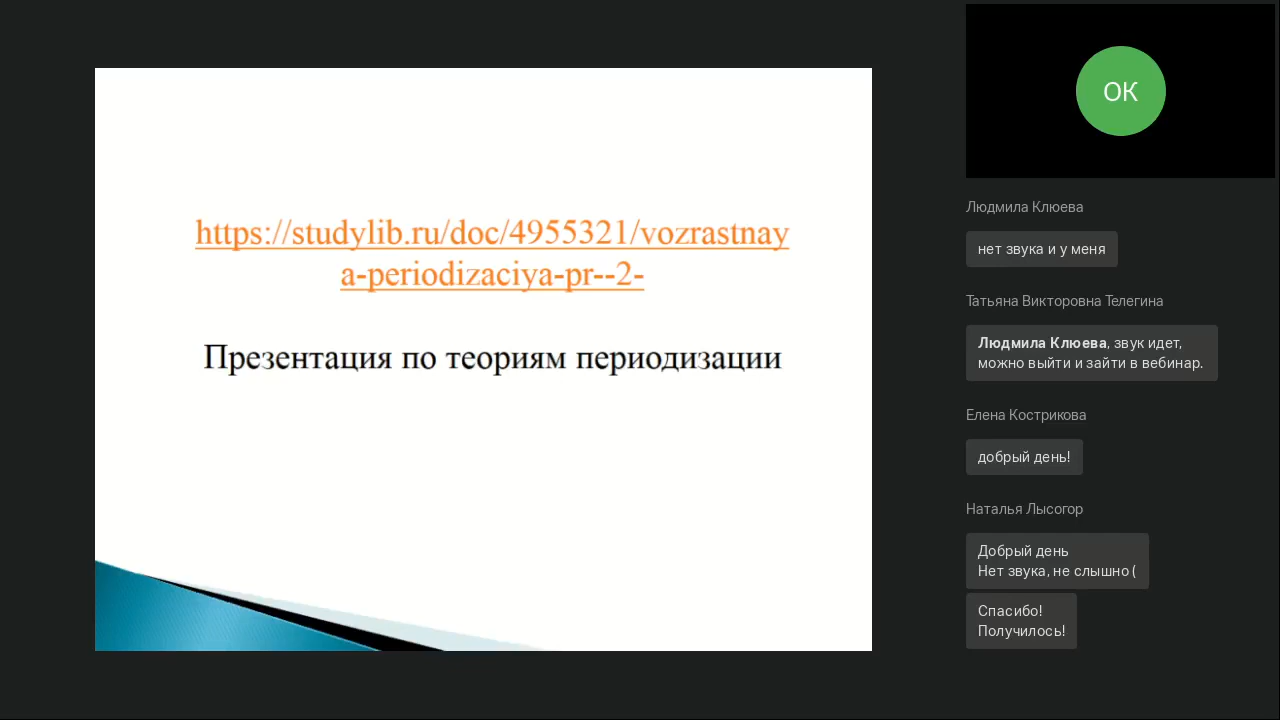 https://studylib.ru/doc/4955321/vozrastnay
a-periodizaciya-pr--2-
Презентация по теориям периодизации
ОК
Людмила Клюева
нет звука и у меня
Татьяна Викторовна Телегина
Людмила Клюева, звук идет,
можно выйти и зайти в вебинар.
Елена Кострикова
добрый день!
Наталья Лысогор
Добрый день
Нет звука, не слышно (
Спасибо!
Получилось!